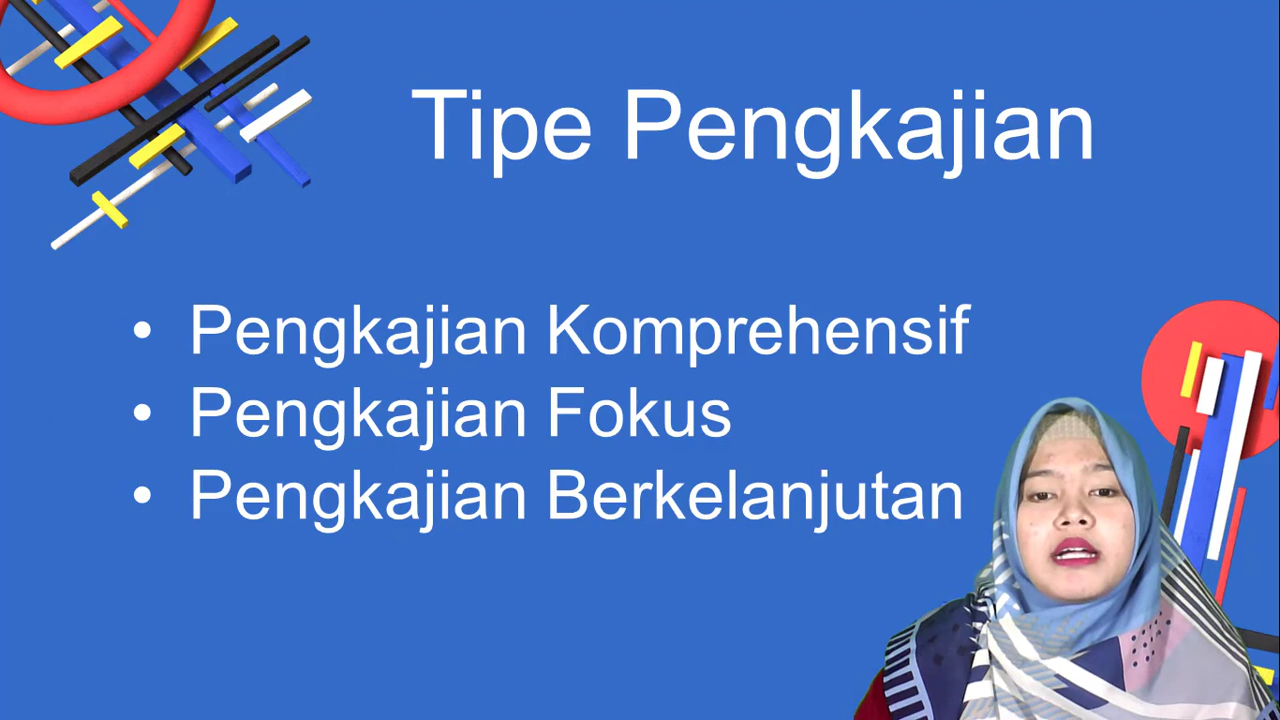 Tipe Pengkajian
• Pengkajian Komprehensif
• Pengkajian Fokus
• Pengkajian Berkelanjutan